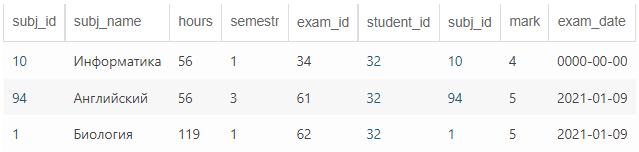 subj_id subj_name hours semestr exam_id student_id subj_id mark exam_date
10 Информатика 56 1 34 32 10 4 0000-00-00
94 Английский 56 3 61 32 94 5 2021-01-09
1 Биология 119 1 62 32 1 5 2021-01-09